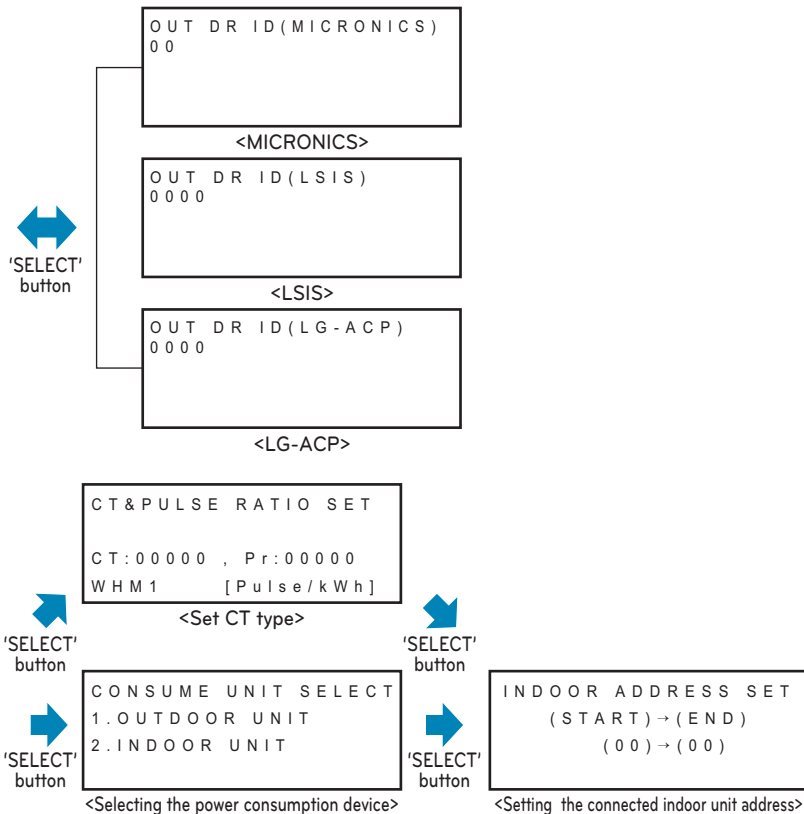 OUT DR ID(MICRONICS)
00
<MICRONICS>
OUT DR ID(LSIS)
0000
<LSIS>
'SELECT'
button
OUT DR ID(LG-ACP)
0000
<LG-ACP>
CT&PULSE RATIO SET
CT:00000 , Pr:00000
WHM1 [Pulse/kWh]
<Set CT type>
'SELECT'
button
'SELECT'
button
CONSUME UNIT SELECT
1.OUTDOOR UNIT
2.INDOOR UNIT
<Selecting the power consumption device>
'SELECT'
button
'SELECT'
button
INDOOR ADDRESS SET
(START)→(END)
(00)→(00)
<Setting the connected indoor unit address>